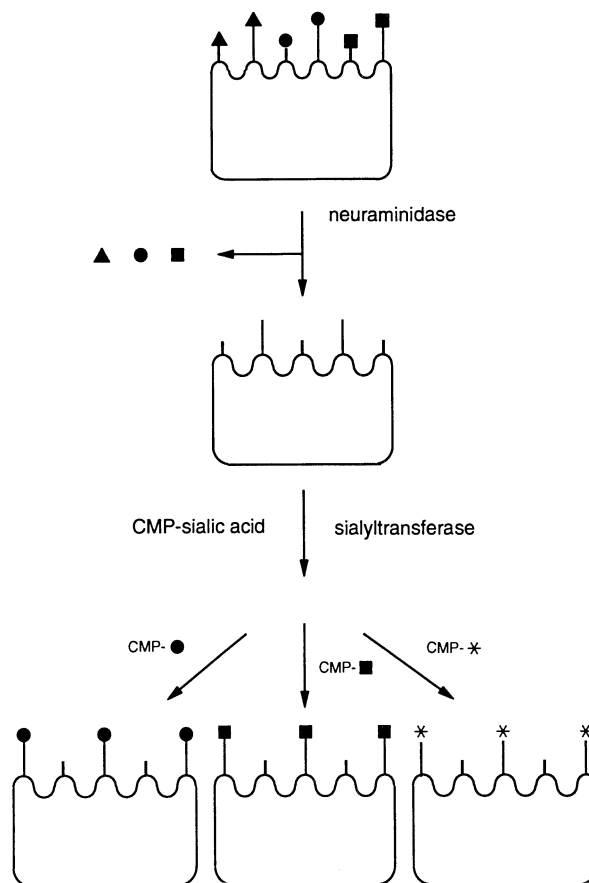 neuraminidase
CMP-sialic acid
sialyltransferase
CMP-
CMP-
CMP-